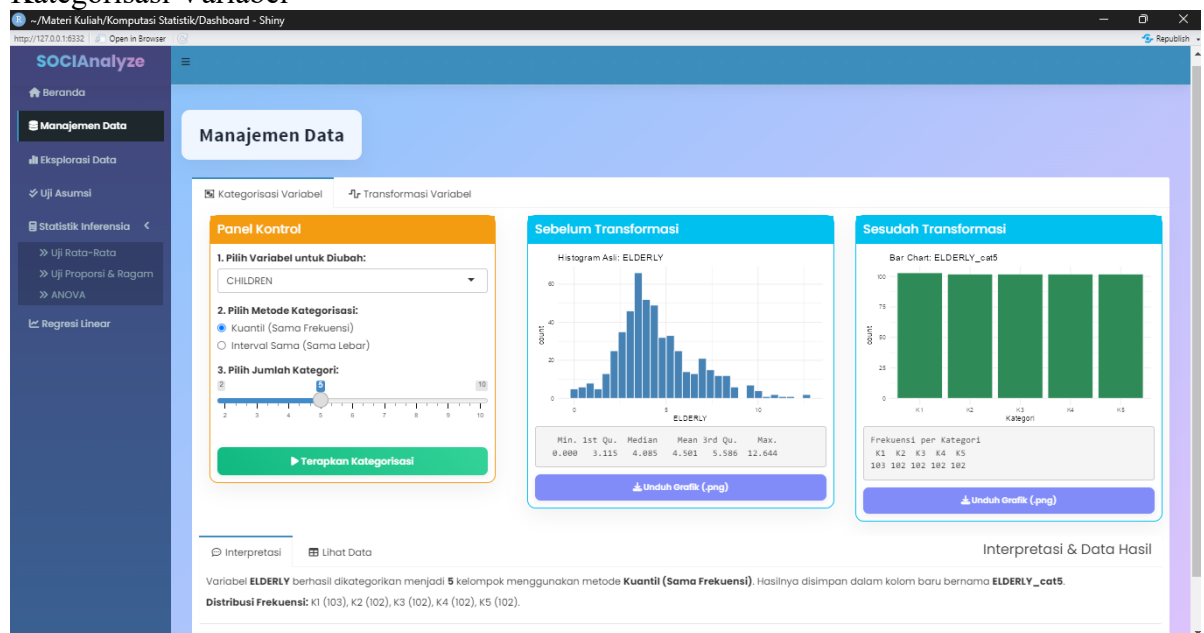 Kategorisasi Variabel
~/Materi Kuliah/Komputasi Statistik/Dashboard - Shiny
http://127.0.0.1:6332 Open in Browser Republish
SOCIAnalyze
Beranda
Manajemen Data
Eksplorasi Data
Uji Asumsi
Statistik Inferensia
Uji Rata-Rata
Uji Proporsi & Ragam
ANOVA
Regresi Linear
Manajemen Data
Kategorisasi Variabel Transformasi Variabel
Panel Kontrol
1. Pilih Variabel untuk Diubah:
CHILDREN
2. Pilih Metode Kategorisasi:
Kuantil (Sama Frekuensi)
Interval Sama (Sama Lebar)
3. Pilih Jumlah Kategori:
2 5 10
2 3 4 5 6 7 8 9 10
Terapkan Kategorisasi
Sebelum Transformasi
Histogram Asli: ELDERLY
60
40
20
0
count
0 5 10
ELDERLY
Min. 1st Qu. Median Mean 3rd Qu. Max.
0.000 3.115 4.085 4.501 5.586 12.644
Unduh Grafik (.png)
Sesudah Transformasi
Bar Chart: ELDERLY_cat5
100
75
50
25
0
count
K1 K2 K3 K4 K5
Kategori
Frekuensi per Kategori
K1 K2 K3 K4 K5
103 102 102 102 102
Unduh Grafik (.png)
Interpretasi Lihat Data Interpretasi & Data Hasil
Variabel ELDERLY berhasil dikategorikan menjadi 5 kelompok menggunakan metode Kuantil (Sama Frekuensi). Hasilnya disimpan dalam kolom baru bernama ELDERLY_cat5.
Distribusi Frekuensi: K1 (103), K2 (102), K3 (102), K4 (102), K5 (102).